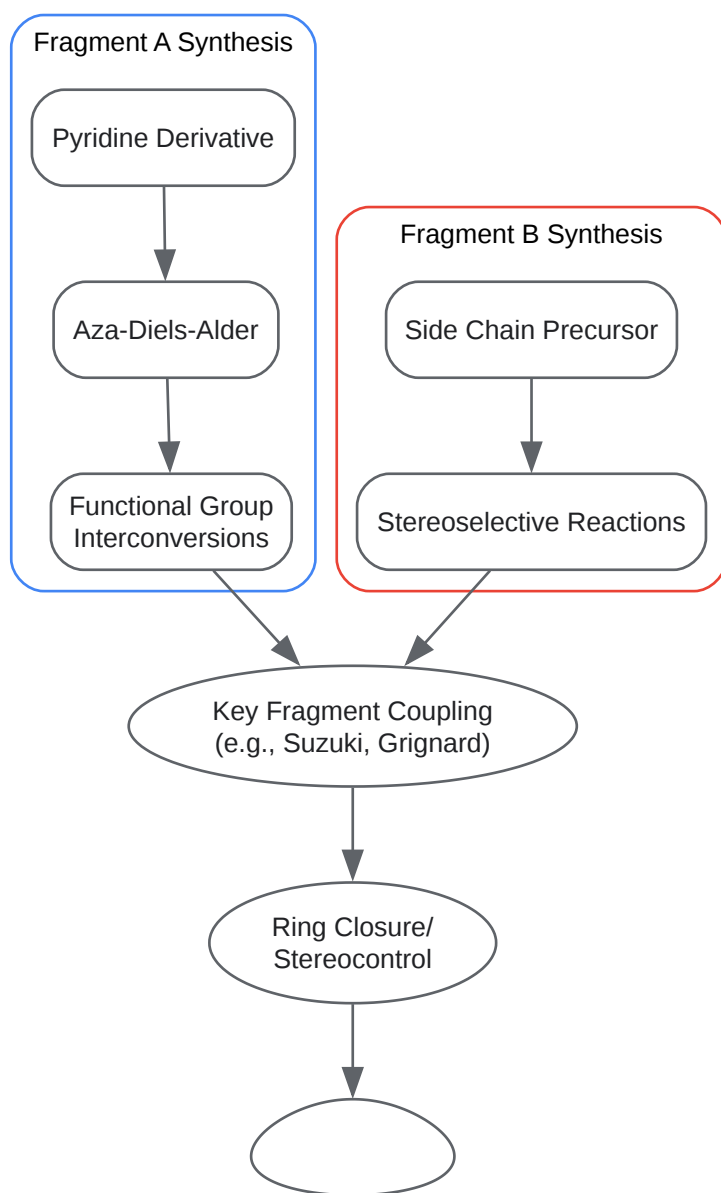 Fragment A Synthesis
Pyridine Derivative
Aza-Diels-Alder
Functional Group
Interconversions
Fragment B Synthesis
Side Chain Precursor
Stereoselective Reactions
Key Fragment Coupling
(e.g., Suzuki, Grignard)
Ring Closure/
Stereocontrol